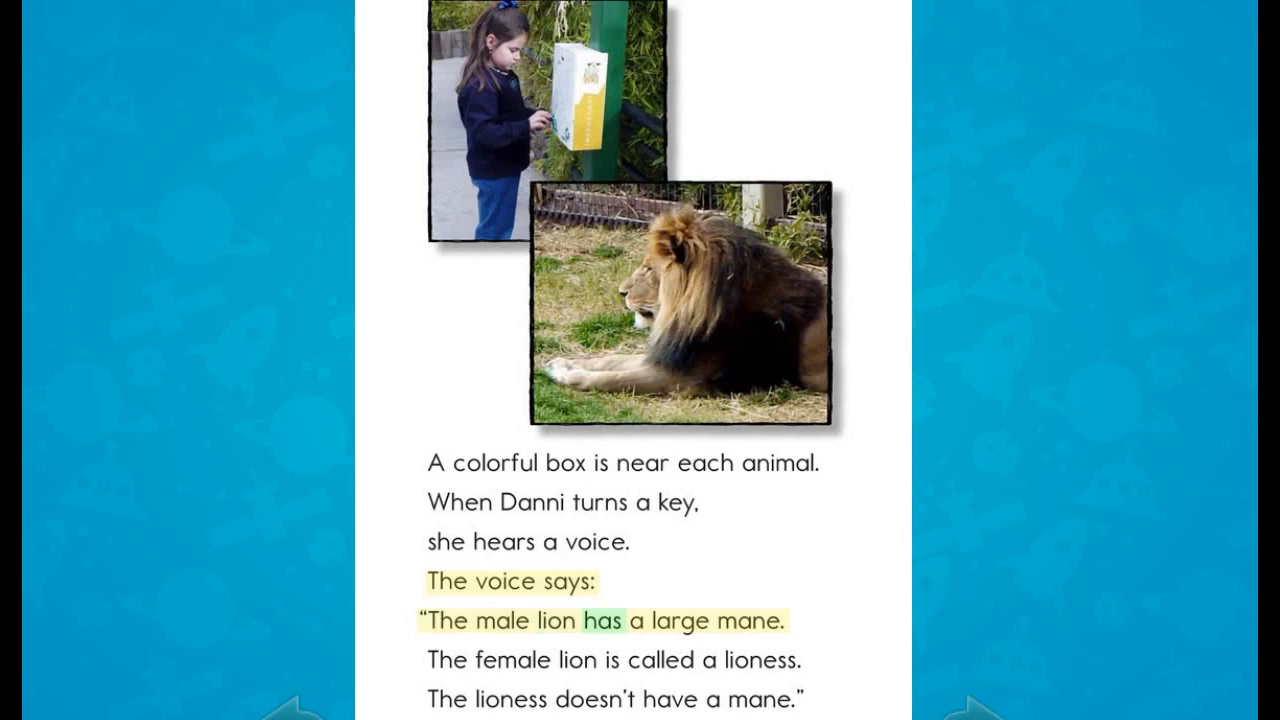 A colorful box is near each animal.
When Danni turns a key,
she hears a voice.
The voice says:
“The male lion has a large mane.
The female lion is called a lioness.
The lioness doesn’t have a mane.”